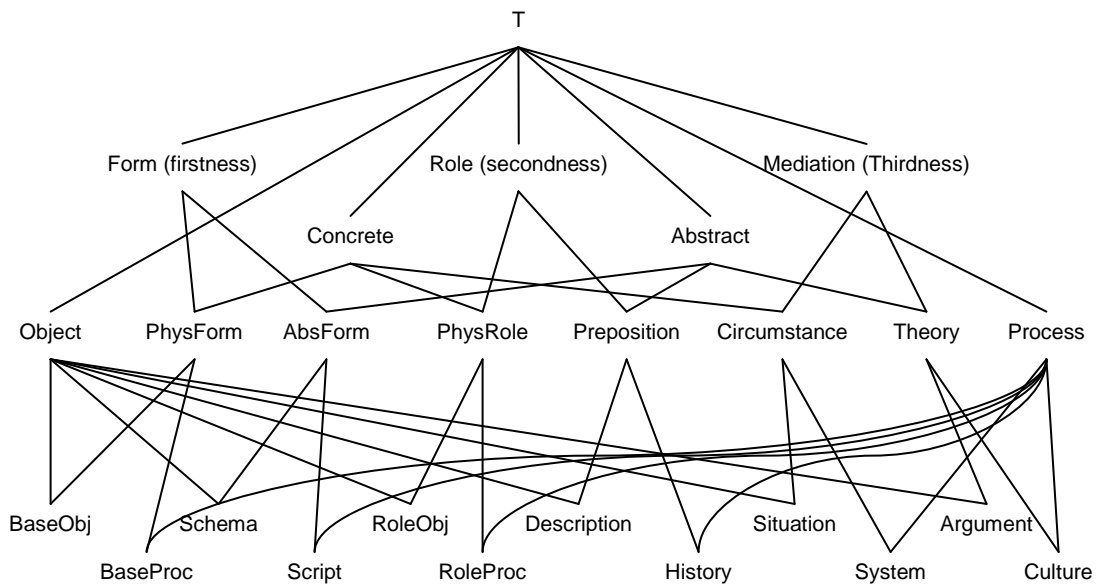 T
Form (firstness) Role (secondness) Mediation (Thirdness)
Concrete Abstract
Object PhysForm AbsForm PhysRole Preposition Circumstance Theory Process
BaseObj Schema RoleObj Description Situation Argument
BaseProc Script RoleProc History System Culture